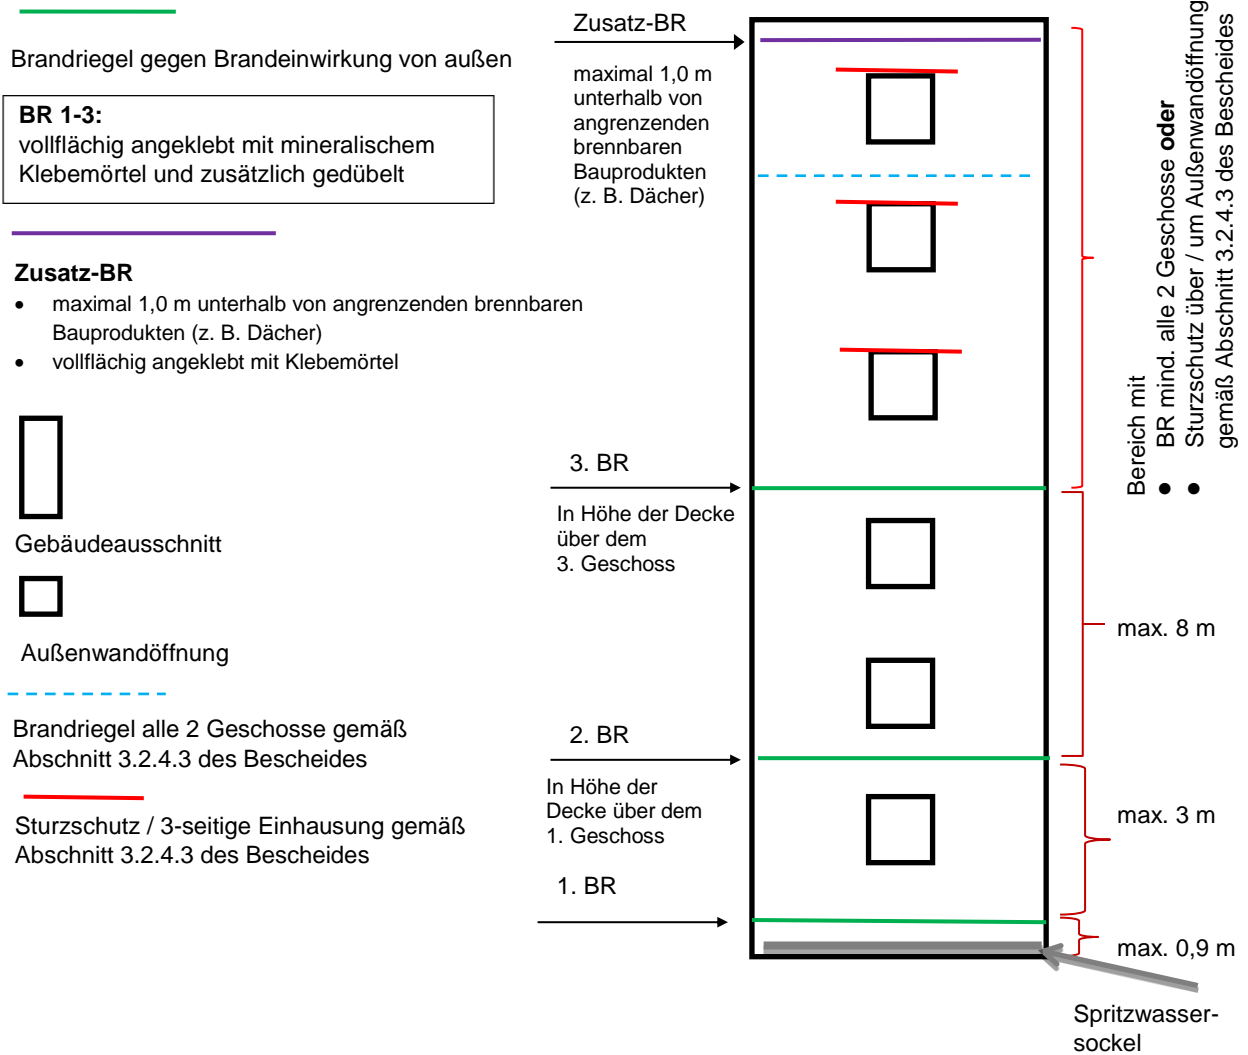 Brandriegel gegen Brandeinwirkung von außen
BR 1-3:
vollflächig angeklebt mit mineralischem
Klebemörtel und zusätzlich gedübelt
Zusatz-BR
• maximal 1,0 m unterhalb von angrenzenden brennbaren
Bauprodukten (z. B. Dächer)
• vollflächig angeklebt mit Klebemörtel
Gebäudeausschnitt
Außenwandöffnung
Brandriegel alle 2 Geschosse gemäß
Abschnitt 3.2.4.3 des Bescheides
Sturzschutz / 3-seitige Einhausung gemäß
Abschnitt 3.2.4.3 des Bescheides
Zusatz-BR
maximal 1,0 m
unterhalb von
angrenzenden
brennbaren
Bauprodukten
(z. B. Dächer)
3. BR
In Höhe der Decke
über dem
3. Geschoss
2. BR
In Höhe der
Decke über dem
1. Geschoss
1. BR
Bereich mit
• BR mind. alle 2 Geschosse oder
• Sturzschutz über / um Außenwandöffnung
gemäß Abschnitt 3.2.4.3 des Bescheides
max. 8 m
max. 3 m
max. 0,9 m
Spritzwasser-
sockel